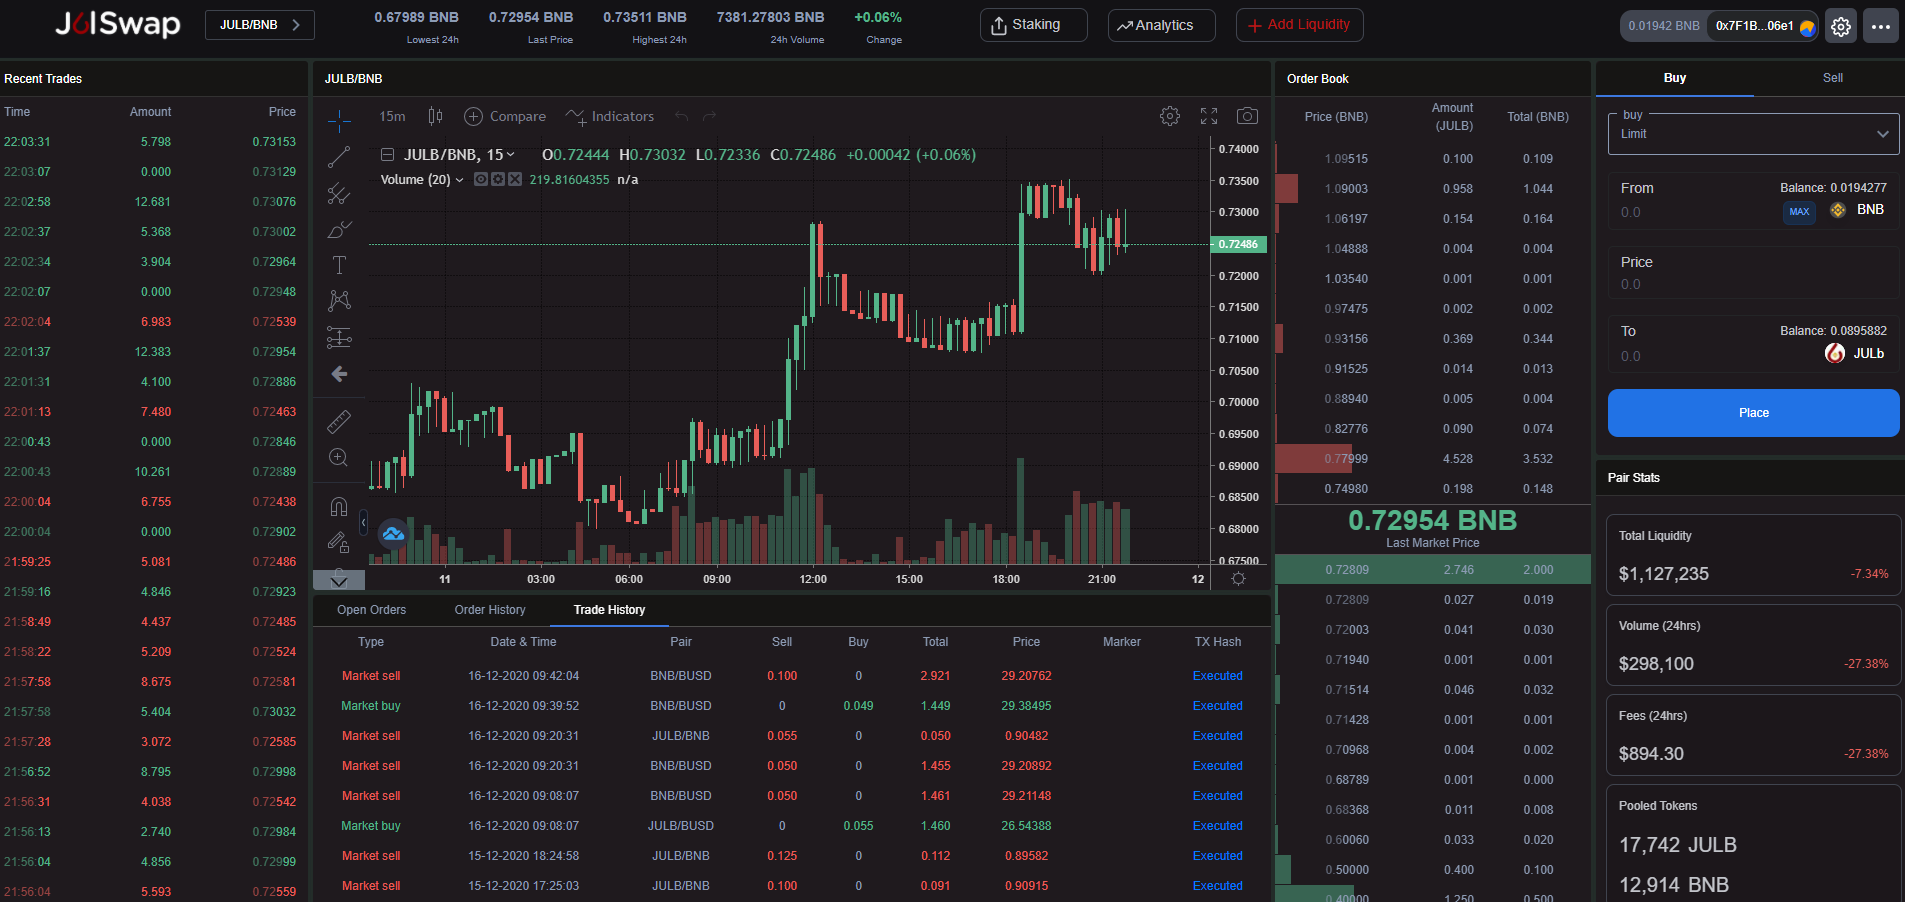 JulSwap
JULB/BNB
0.67989 BNB
Lowest 24h
0.72954 BNB
Last Price
0.73511 BNB
Highest 24h
7381.27803 BNB
24h Volume
+0.06%
Change
Staking
Analytics
Add Liquidity
0.01942 BNB
0x7F1B...06e1
Recent Trades
Time Amount Price
22:03:31 5.798 0.73153
22:03:07 0.000 0.73129
22:02:58 12.681 0.73076
22:02:37 5.368 0.73002
22:02:34 3.904 0.72964
22:02:07 0.000 0.72948
22:02:04 6.983 0.72539
22:01:37 12.383 0.72954
22:01:31 4.100 0.72886
22:01:13 7.480 0.72463
22:00:43 0.000 0.72846
22:00:43 10.261 0.72889
22:00:04 6.755 0.72438
22:00:04 0.000 0.72902
21:59:25 5.081 0.72486
21:59:16 4.846 0.72923
21:58:49 4.437 0.72485
21:58:22 5.209 0.72524
21:57:58 8.675 0.72581
21:57:58 5.404 0.73032
21:57:28 3.072 0.72585
21:56:52 8.795 0.72998
21:56:31 4.038 0.72542
21:56:13 2.740 0.72984
21:56:04 4.856 0.72999
21:56:04 5.593 0.72559
JULB/BNB
15m Compare Indicators
JULB/BNB, 15 O0.72444 H0.73032 L0.72336 C0.72486 +0.00042 (+0.06%)
Volume (20) 219.81604355 n/a
0.74000
0.73500
0.73000
0.72486
0.72000
0.71500
0.71000
0.70500
0.70000
0.69500
0.69000
0.68500
0.68000
0.67500
11 03:00 06:00 09:00 12:00 15:00 18:00 21:00 12
Open Orders Order History Trade History
Type Date & Time Pair Sell Buy Total Price Marker TX Hash
Market sell 16-12-2020 09:42:04 BNB/BUSD 0.100 0 2.921 29.20762 Executed
Market buy 16-12-2020 09:39:52 BNB/BUSD 0 0.049 1.449 29.38495 Executed
Market sell 16-12-2020 09:20:31 JULB/BNB 0.055 0 0.050 0.90482 Executed
Market sell 16-12-2020 09:20:31 BNB/BUSD 0.050 0 1.455 29.20892 Executed
Market sell 16-12-2020 09:08:07 BNB/BUSD 0.050 0 1.461 29.21148 Executed
Market buy 16-12-2020 09:08:07 JULB/BUSD 0 0.055 1.460 26.54388 Executed
Market sell 15-12-2020 18:24:58 JULB/BNB 0.125 0 0.112 0.89582 Executed
Market sell 15-12-2020 17:25:03 JULB/BNB 0.100 0 0.091 0.90915 Executed
Order Book
Price (BNB) Amount (JULB) Total (BNB)
1.09515 0.100 0.109
1.09003 0.958 1.044
1.06197 0.154 0.164
1.04888 0.004 0.004
1.03540 0.001 0.001
0.97475 0.002 0.002
0.93156 0.369 0.344
0.91525 0.014 0.013
0.88940 0.005 0.004
0.82776 0.090 0.074
0.77999 4.528 3.532
0.74980 0.198 0.148
0.72954 BNB
Last Market Price
0.72809 2.746 2.000
0.72809 0.027 0.019
0.72003 0.041 0.030
0.71940 0.001 0.001
0.71514 0.046 0.032
0.71428 0.001 0.001
0.70968 0.004 0.002
0.68789 0.001 0.000
0.68368 0.011 0.008
0.60060 0.033 0.020
0.50000 0.400 0.100
0.40000 1.250 0.500
Buy Sell
buy
Limit
From Balance: 0.0194277
0.0 MAX BNB
Price
0.0
To Balance: 0.0895882
0.0 JULb
Place
Pair Stats
Total Liquidity
$1,127,235 -7.34%
Volume (24hrs)
$298,100 -27.38%
Fees (24hrs)
$894.30 -27.38%
Pooled Tokens
17,742 JULB
12,914 BNB